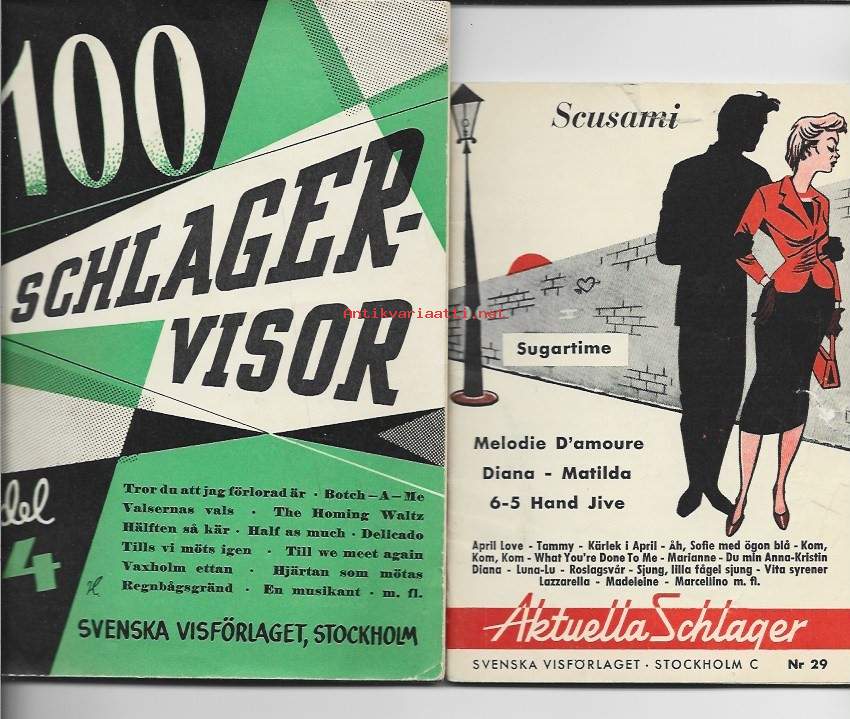 100
SCHLAGER-
VISOR
del
4
Tror du att jag förlorad är · Botch-A-Me
Valsernas vals · The Homing Waltz
Hälften så kär · Half as much · Delicado
Tills vi möts igen · Till we meet again
Vaxholm ettan · Hjärtan som mötas
Regnbågsgränd · En musikant · m. fl.
SVENSKA VISFÖRLAGET, STOCKHOLM
Antikvariaatti.net
Scusami
Sugartime
Melodie D'amoure
Diana - Matilda
6-5 Hand Jive
April Love - Tammy - Kärlek i April - Åh, Sofie med ögon blå - Kom,
Kom, Kom - What You're Done To Me - Marianne - Du min Anna-Kristin
Diana - Luna-Lu - Roslagsvår - Sjung, lilla fågel sjung - Vita syrener
Lazzarella - Madeleine - Marcellino m. fl.
Aktuella Schlager
SVENSKA VISFÖRLAGET · STOCKHOLM C Nr 29